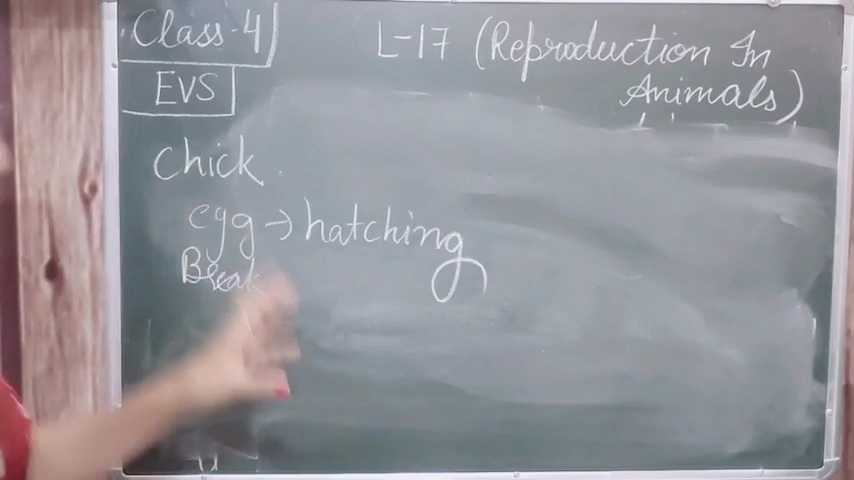 Class-4
L-17 (Reproduction In
Animals)
EVS
Chick.
egg → hatching
Break